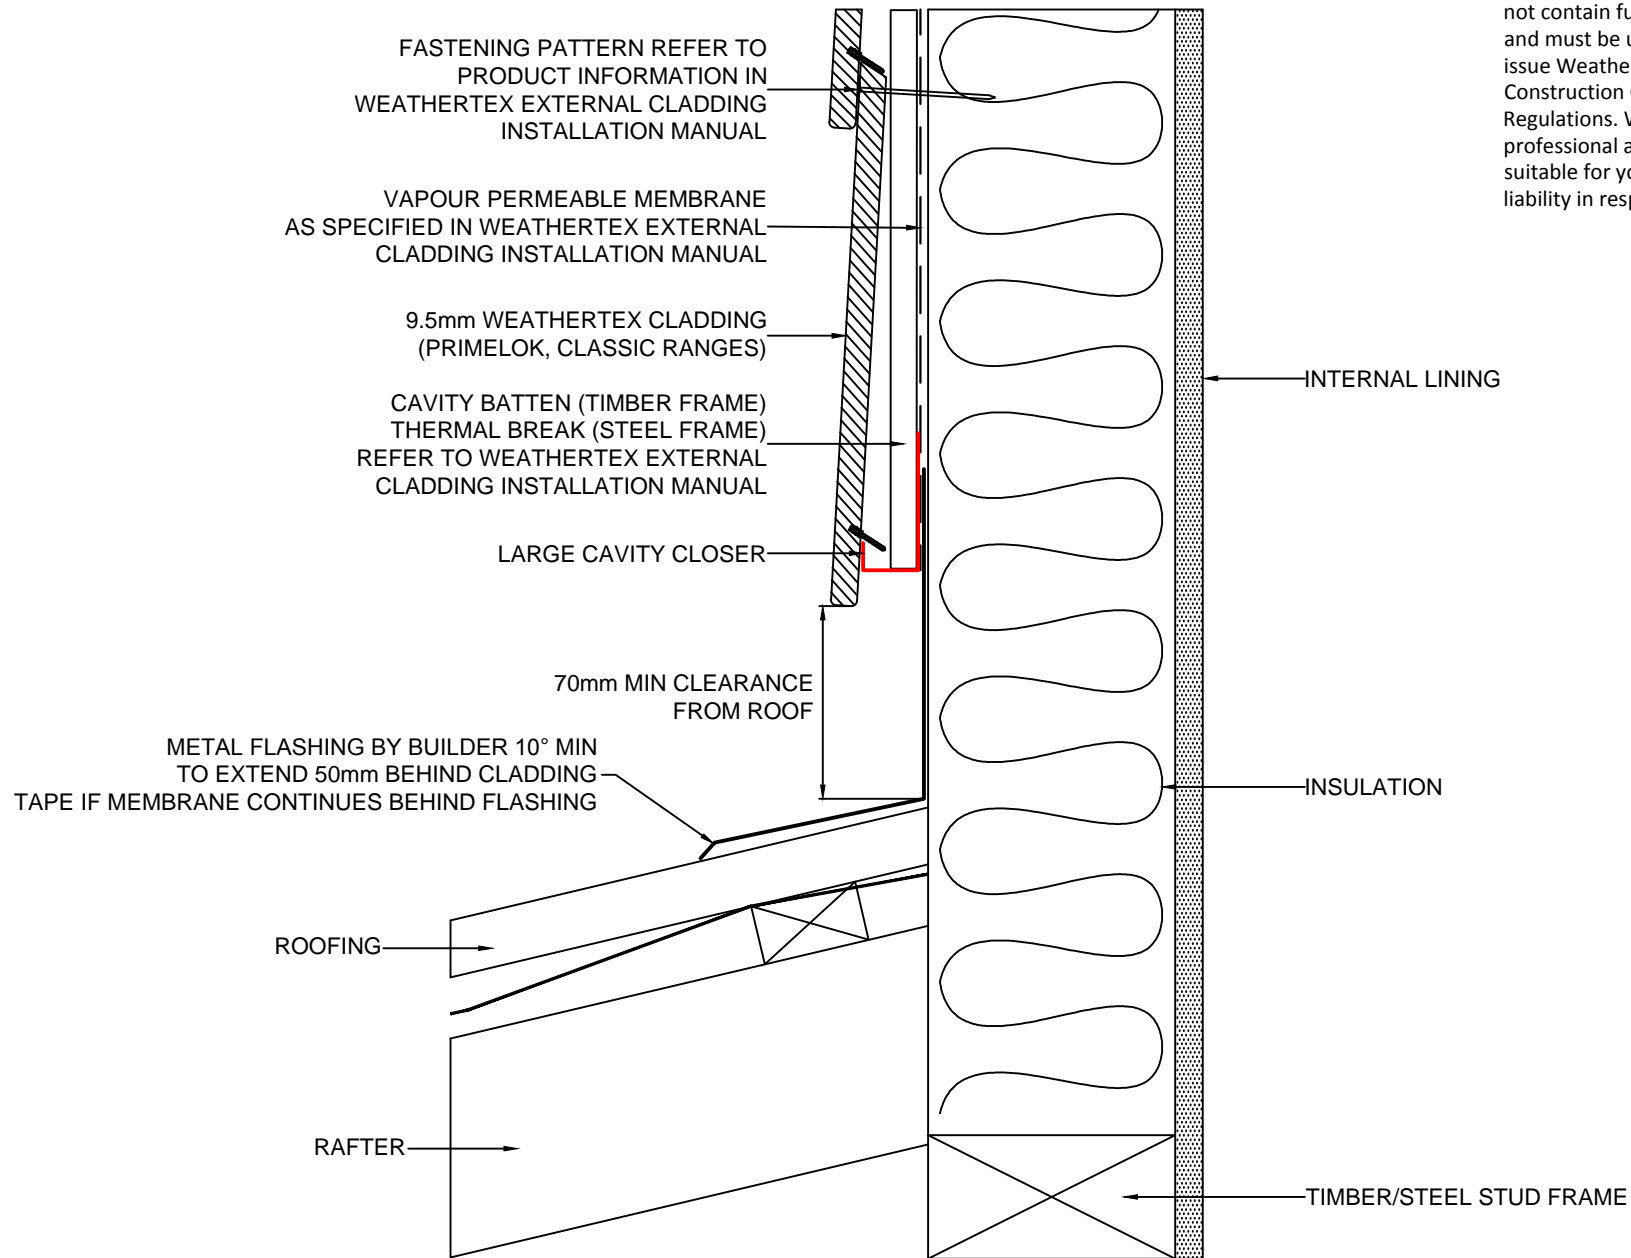 not contain fu
and must be u
issue Weathe
Construction
Regulations. W
professional a
suitable for yo
liability in resp
FASTENING PATTERN REFER TO
PRODUCT INFORMATION IN
WEATHERTEX EXTERNAL CLADDING
INSTALLATION MANUAL
VAPOUR PERMEABLE MEMBRANE
AS SPECIFIED IN WEATHERTEX EXTERNAL
CLADDING INSTALLATION MANUAL
9.5mm WEATHERTEX CLADDING
(PRIMELOK, CLASSIC RANGES)
INTERNAL LINING
CAVITY BATTEN (TIMBER FRAME)
THERMAL BREAK (STEEL FRAME)
REFER TO WEATHERTEX EXTERNAL
CLADDING INSTALLATION MANUAL
LARGE CAVITY CLOSER
70mm MIN CLEARANCE
FROM ROOF
METAL FLASHING BY BUILDER 10° MIN
TO EXTEND 50mm BEHIND CLADDING
TAPE IF MEMBRANE CONTINUES BEHIND FLASHING
INSULATION
ROOFING
RAFTER
TIMBER/STEEL STUD FRAME